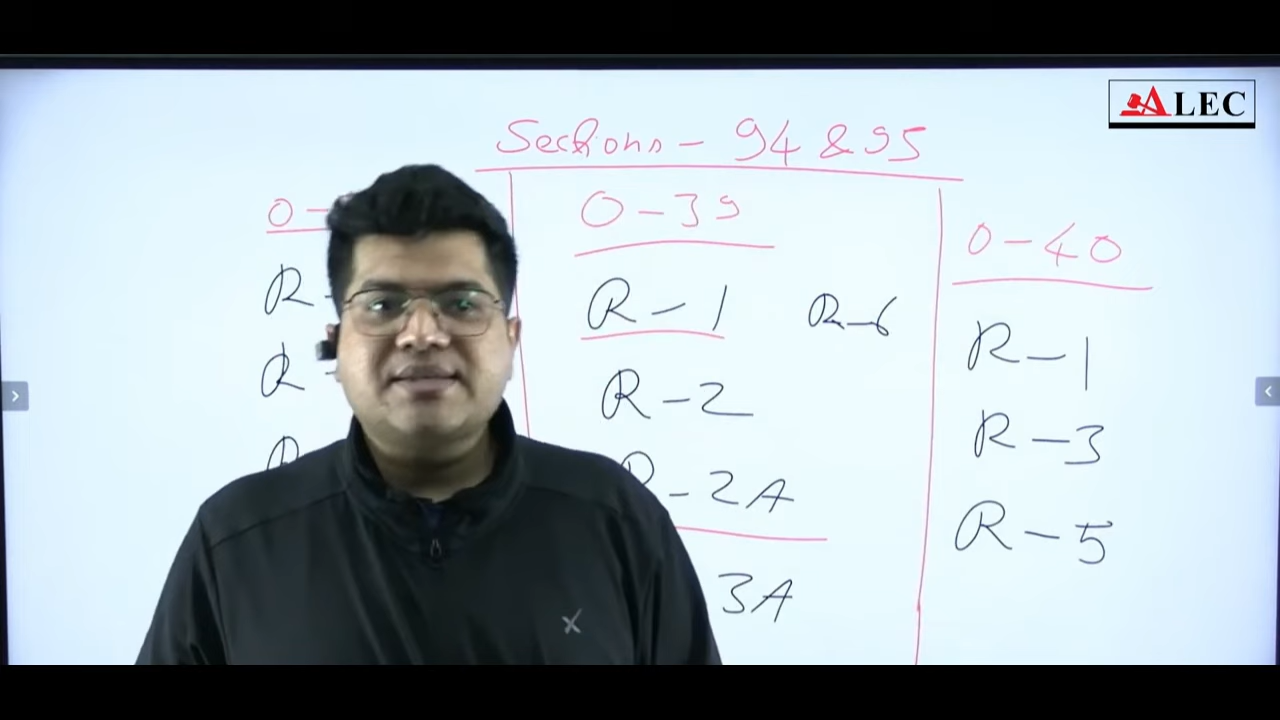 ALEC
Sections - 94 & 95
O-
O-39
O-40
R-
R-1
R-6
R-1
R-
R-2
R-3
R-2A
R-5
3A